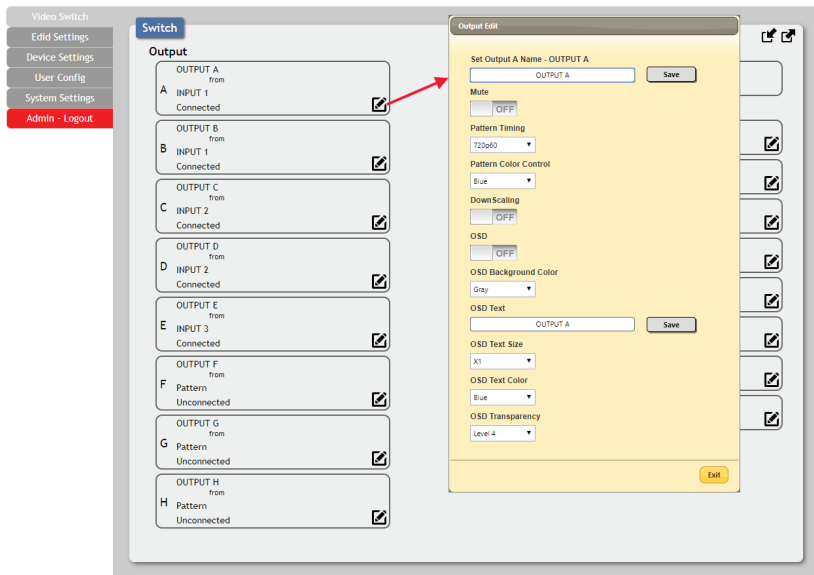 Video Switch
Edid Settings
Device Settings
User Config
System Settings
Admin - Logout
Switch
Output
OUTPUT A
from
A
INPUT 1
Connected
OUTPUT B
from
B
INPUT 1
Connected
OUTPUT C
from
C
INPUT 2
Connected
OUTPUT D
from
D
INPUT 2
Connected
OUTPUT E
from
E
INPUT 3
Connected
OUTPUT F
from
F
Pattern
Unconnected
OUTPUT G
from
G
Pattern
Unconnected
OUTPUT H
from
H
Pattern
Unconnected
Output Edit
Set Output A Name - OUTPUT A
OUTPUT A
Save
Mute
OFF
Pattern Timing
720p60
Pattern Color Control
Blue
DownScaling
OFF
OSD
OFF
OSD Background Color
Gray
OSD Text
OUTPUT A
Save
OSD Text Size
X1
OSD Text Color
Blue
OSD Transparency
Level 4
Exit